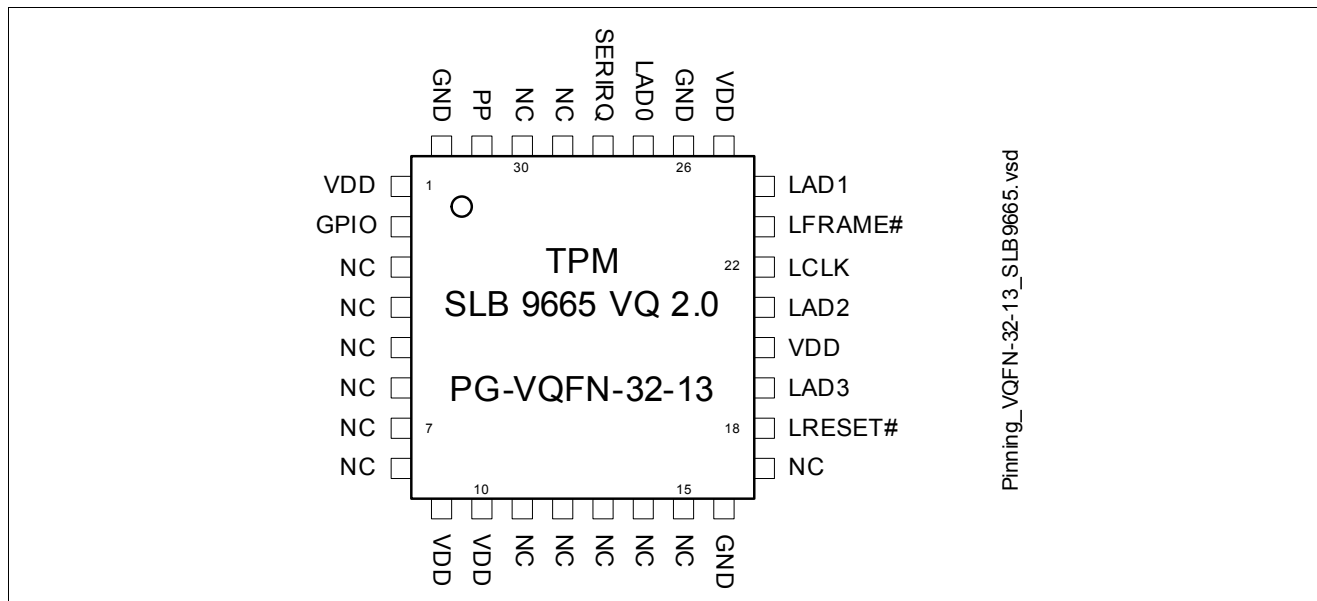 GND
PP
NC
NC
SERIRQ
LAD0
GND
VDD
30
26
VDD
1
LAD1
GPIO
LFRAME#
NC
TPM
22
LCLK
NC
SLB 9665 VQ 2.0
LAD2
NC
VDD
NC
PG-VQFN-32-13
LAD3
NC
7
18
LRESET#
NC
NC
10
15
VDD
VDD
NC
NC
NC
NC
NC
GND
Pinning_VQFN-32-13_SLB9665.vsd